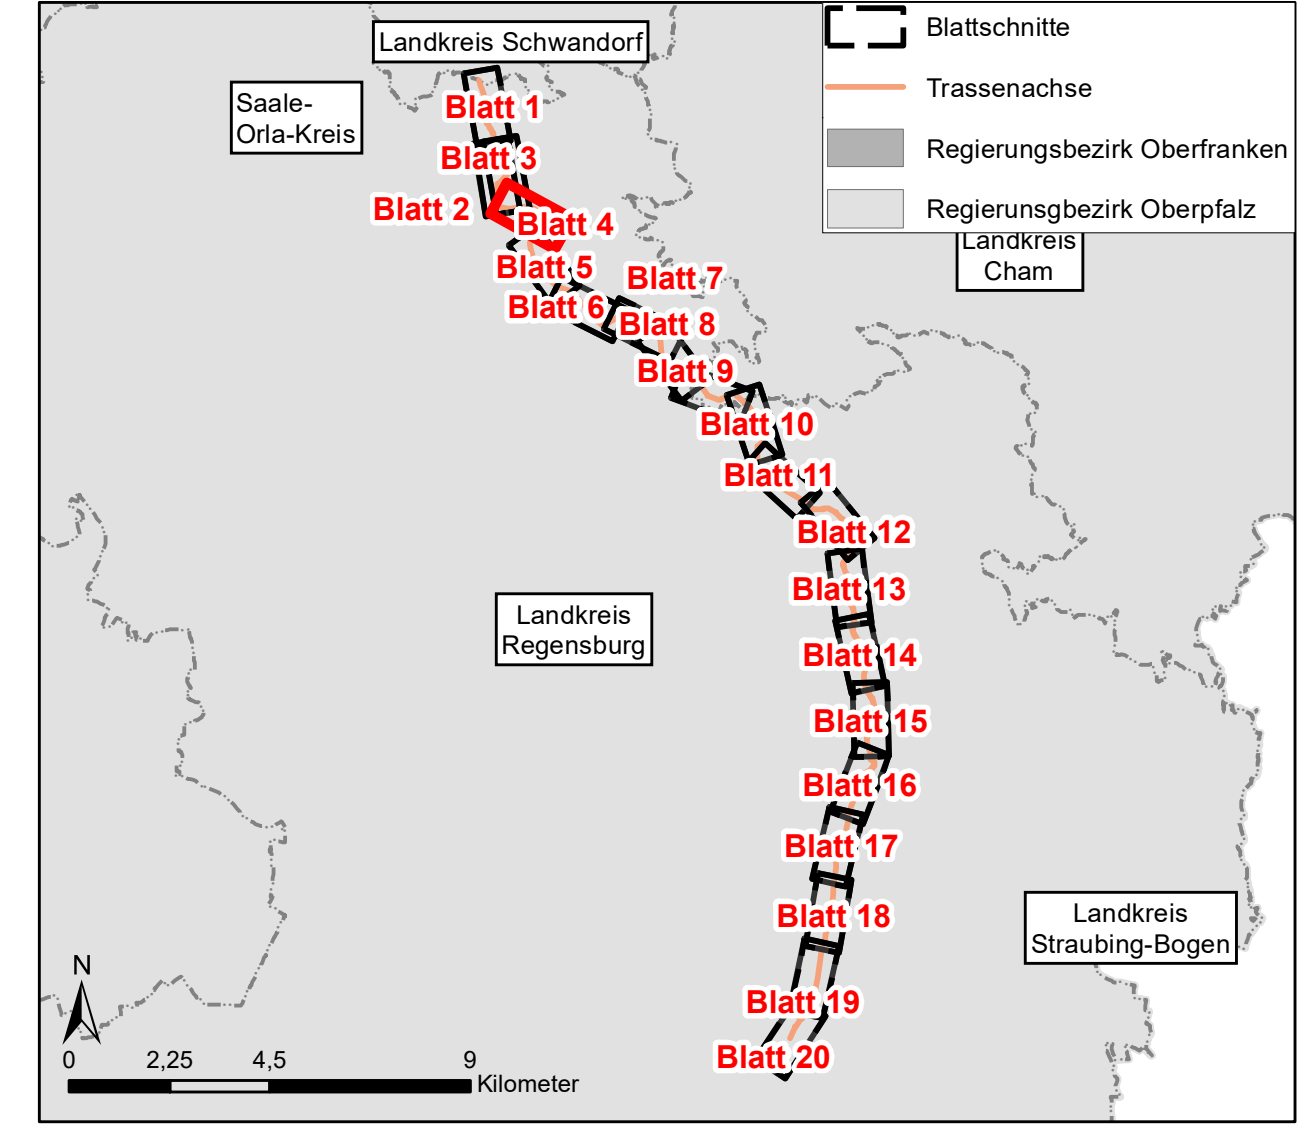 Landkreis Schwandorf
Saale-
Orla-Kreis
Blattschnitte
Trassenachse
Regierungsbezirk Oberfranken
Regierunsgbezirk Oberpfalz
Landkreis
Cham
Blatt 1
Blatt 3
Blatt 2
Blatt 4
Blatt 5
Blatt 7
Blatt 6
Blatt 8
Blatt 9
Blatt 10
Blatt 11
Blatt 12
Blatt 13
Landkreis
Regensburg
Blatt 14
Blatt 15
Blatt 16
Blatt 17
Blatt 18
Landkreis
Straubing-Bogen
Blatt 19
Blatt 20
N
0 2,25 4,5 9
Kilometer